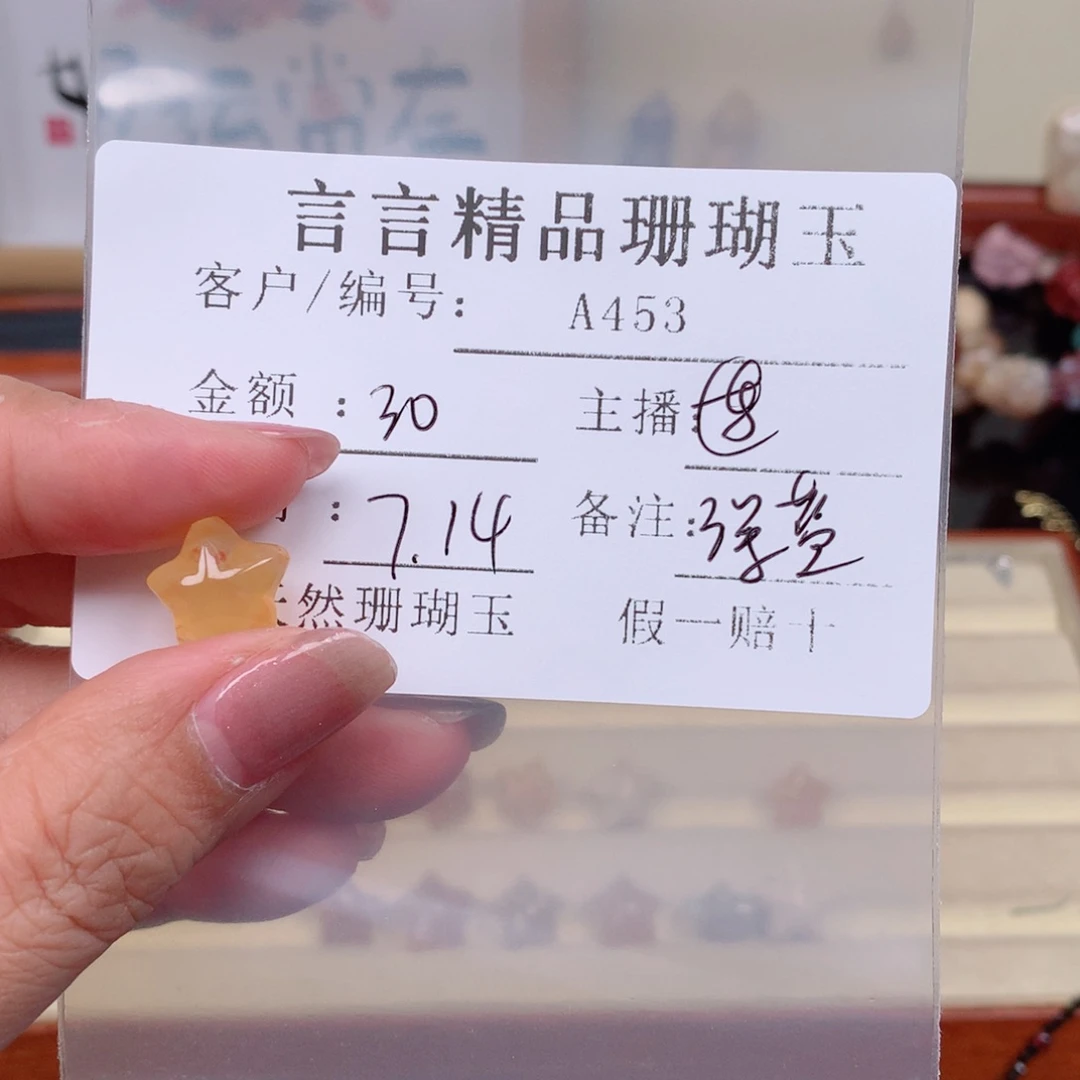 言言精品珊瑚玉
客户/编号: A453
金额 : 30 主播:
: 7.14 备注:
然珊瑚玉 假一赔十